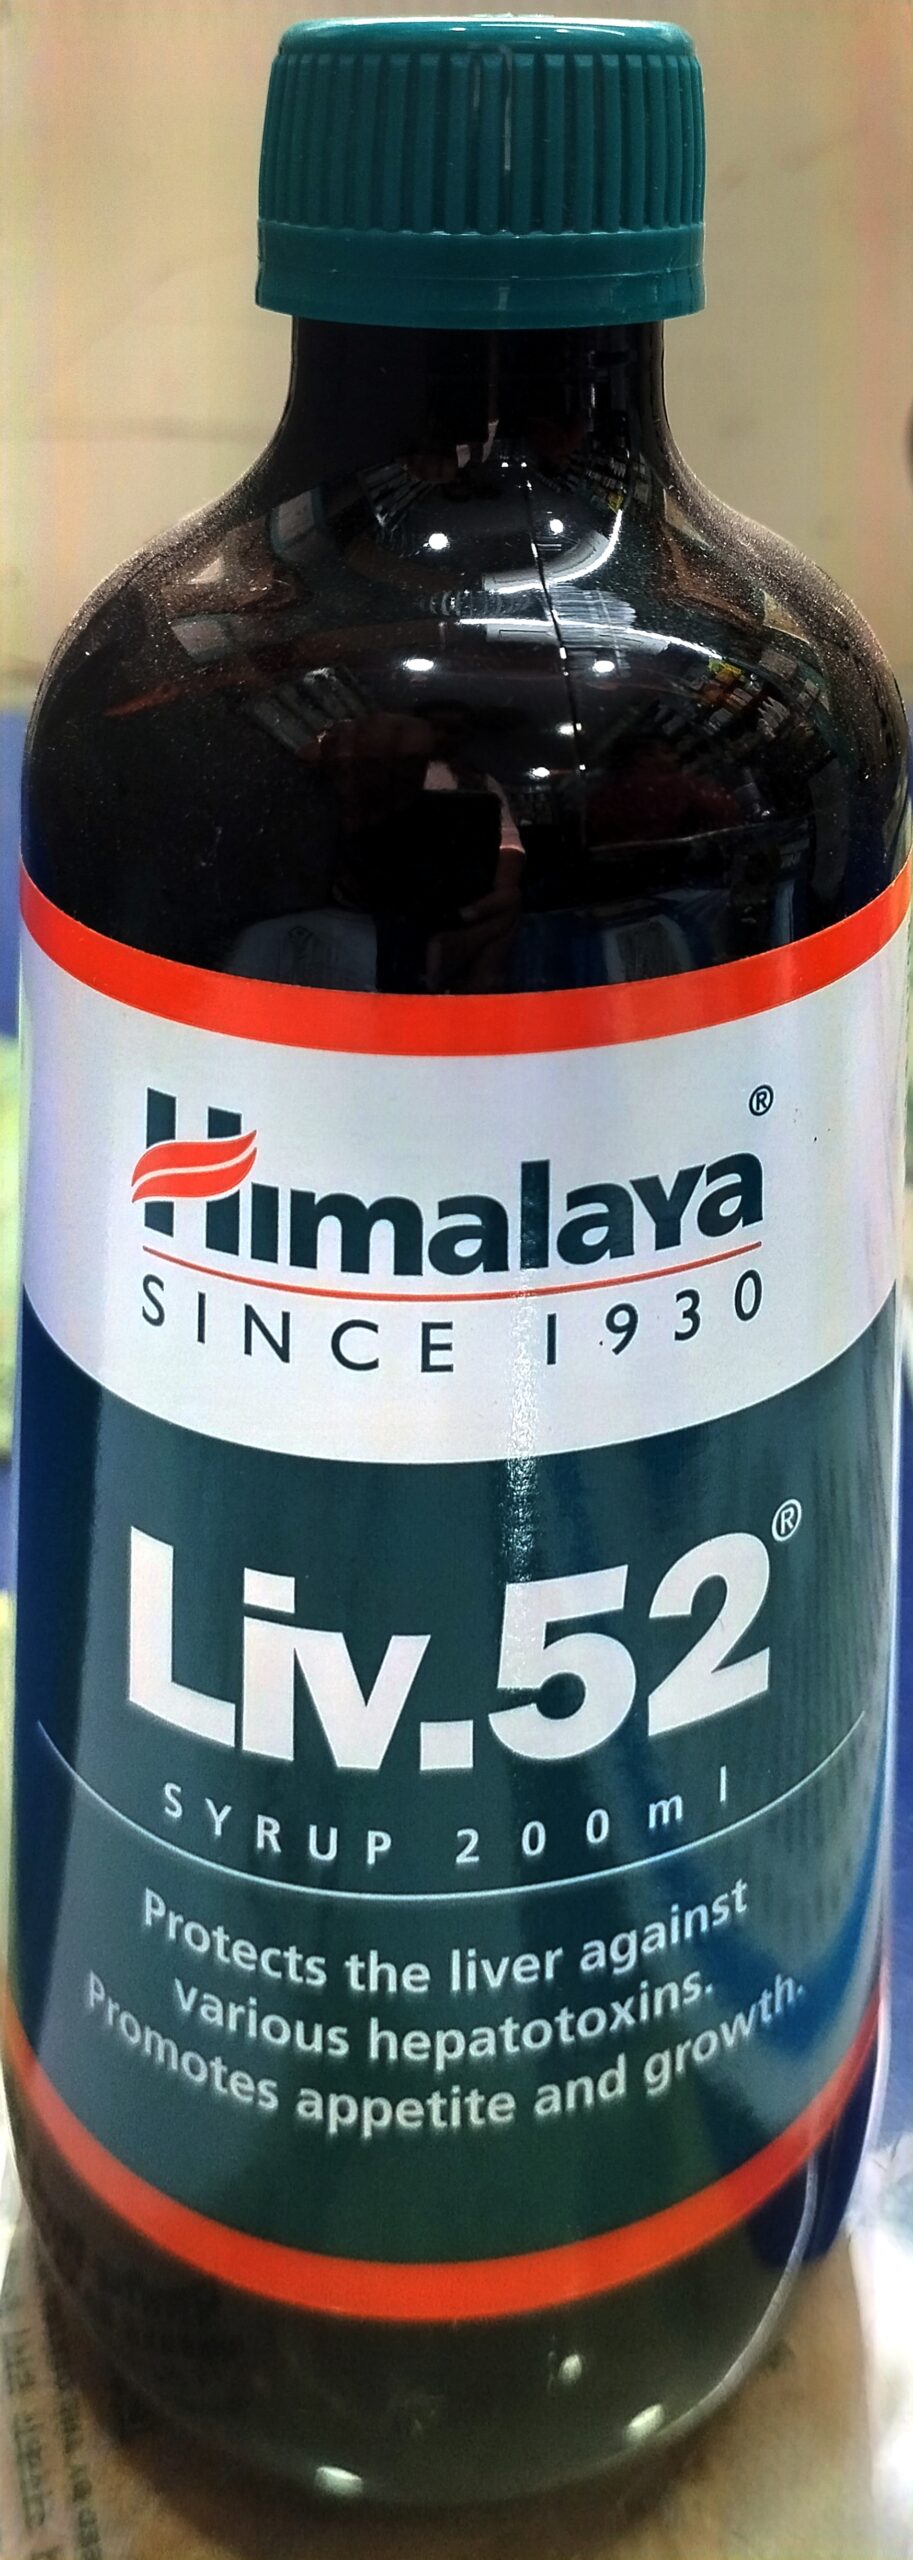 Himalaya®
SINCE 1930
Liv.52®
SYRUP 200ml
Protects the liver against
various hepatotoxins.
Promotes appetite and growth.